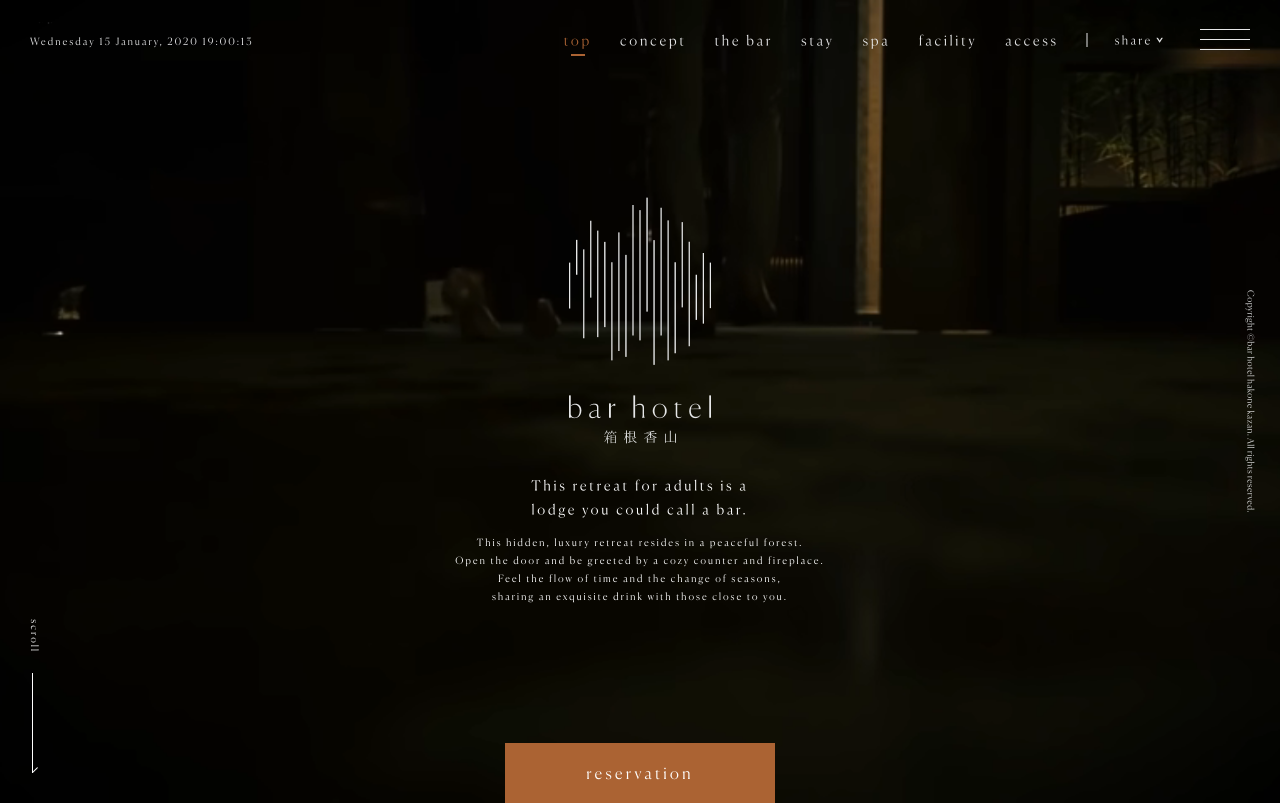 Wednesday 15 January, 2020 19:00:15
top
concept
the bar
stay
spa
facility
access
share
bar hotel
箱根香山
This retreat for adults is a
lodge you could call a bar.
This hidden, luxury retreat resides in a peaceful forest.
Open the door and be greeted by a cozy counter and fireplace.
Feel the flow of time and the change of seasons,
sharing an exquisite drink with those close to you.
Copyright ©bar hotel hakone kazan. All rights reserved.
scroll
reservation